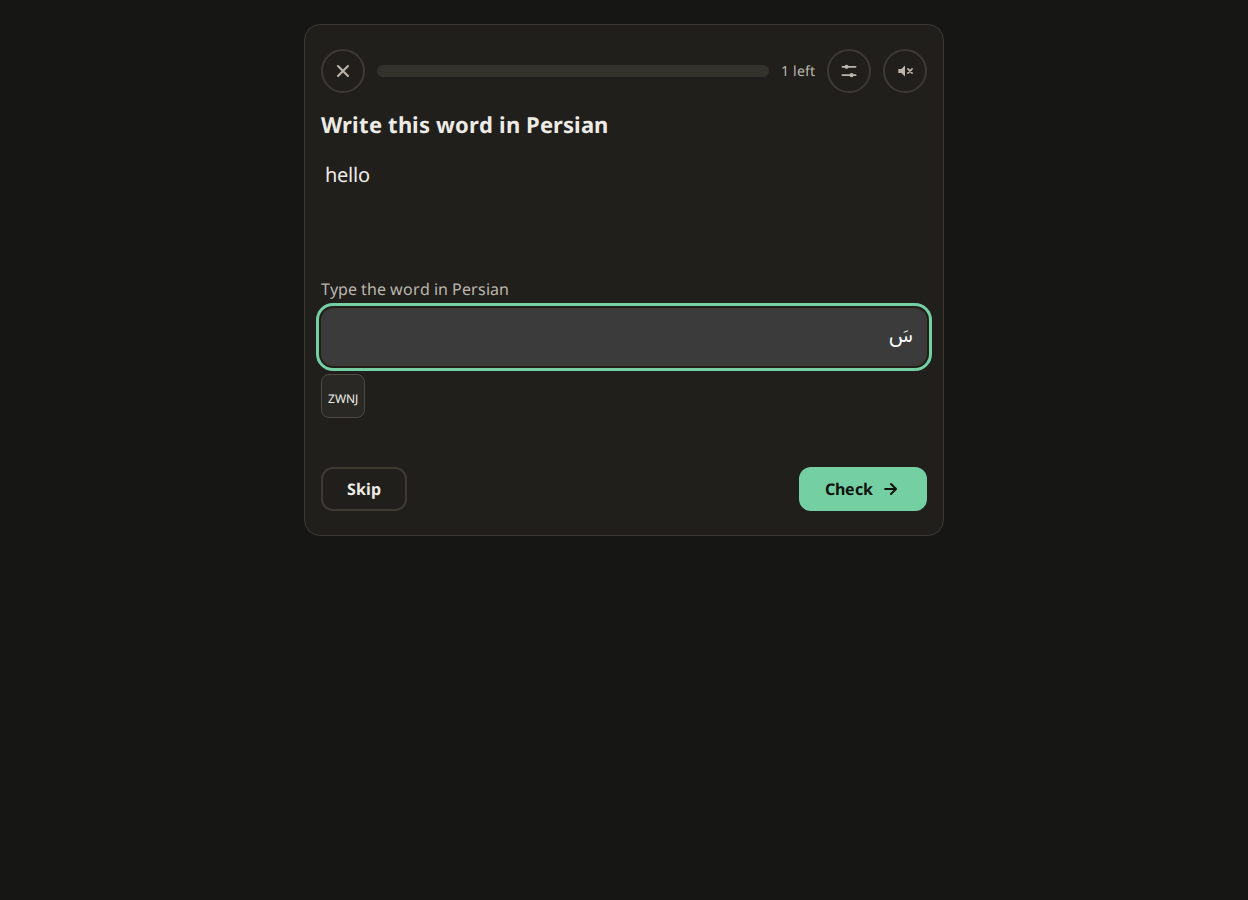 1 left
Write this word in Persian
hello
Type the word in Persian
سَ
ZWNJ
Skip
Check